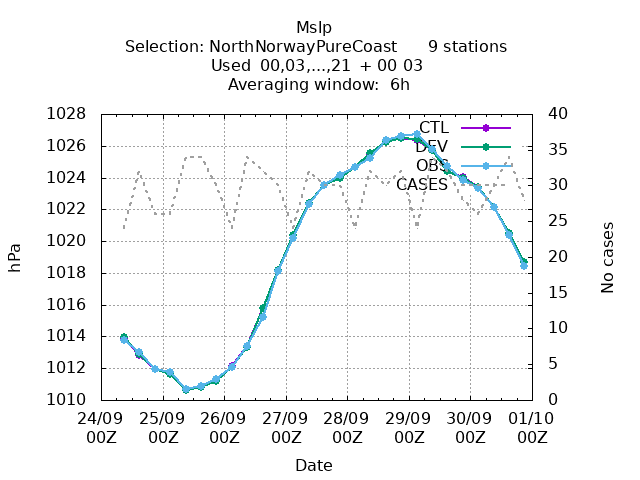 Mslp
Selection: NorthNorwayPureCoast 9 stations
Used 00,03,...,21 + 00 03
Averaging window: 6h
1028
1026
1024
1022
1020
1018
1016
1014
1012
1010
hPa
40
35
30
25
20
15
10
5
0
No cases
CTL
DEV
OBS
CASES
24/09 25/09 26/09 27/09 28/09 29/09 30/09 01/10
00Z 00Z 00Z 00Z 00Z 00Z 00Z 00Z
Date